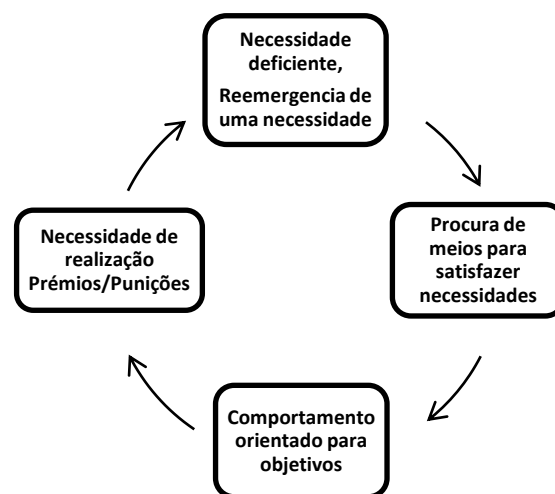 Necessidade
deficiente,
Reemergencia de
uma necessidade
Procura de
meios para
satisfazer
necessidades
Comportamento
orientado para
objetivos
Necessidade de
realização
Prémios/Punições